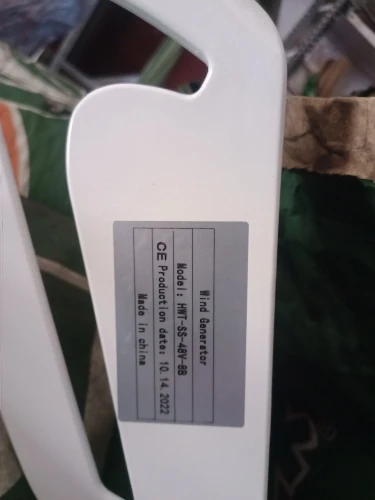 Wind Generator
Model: HWT-SS-48V-8B
CE Production date: 10.14.2022
Made in china